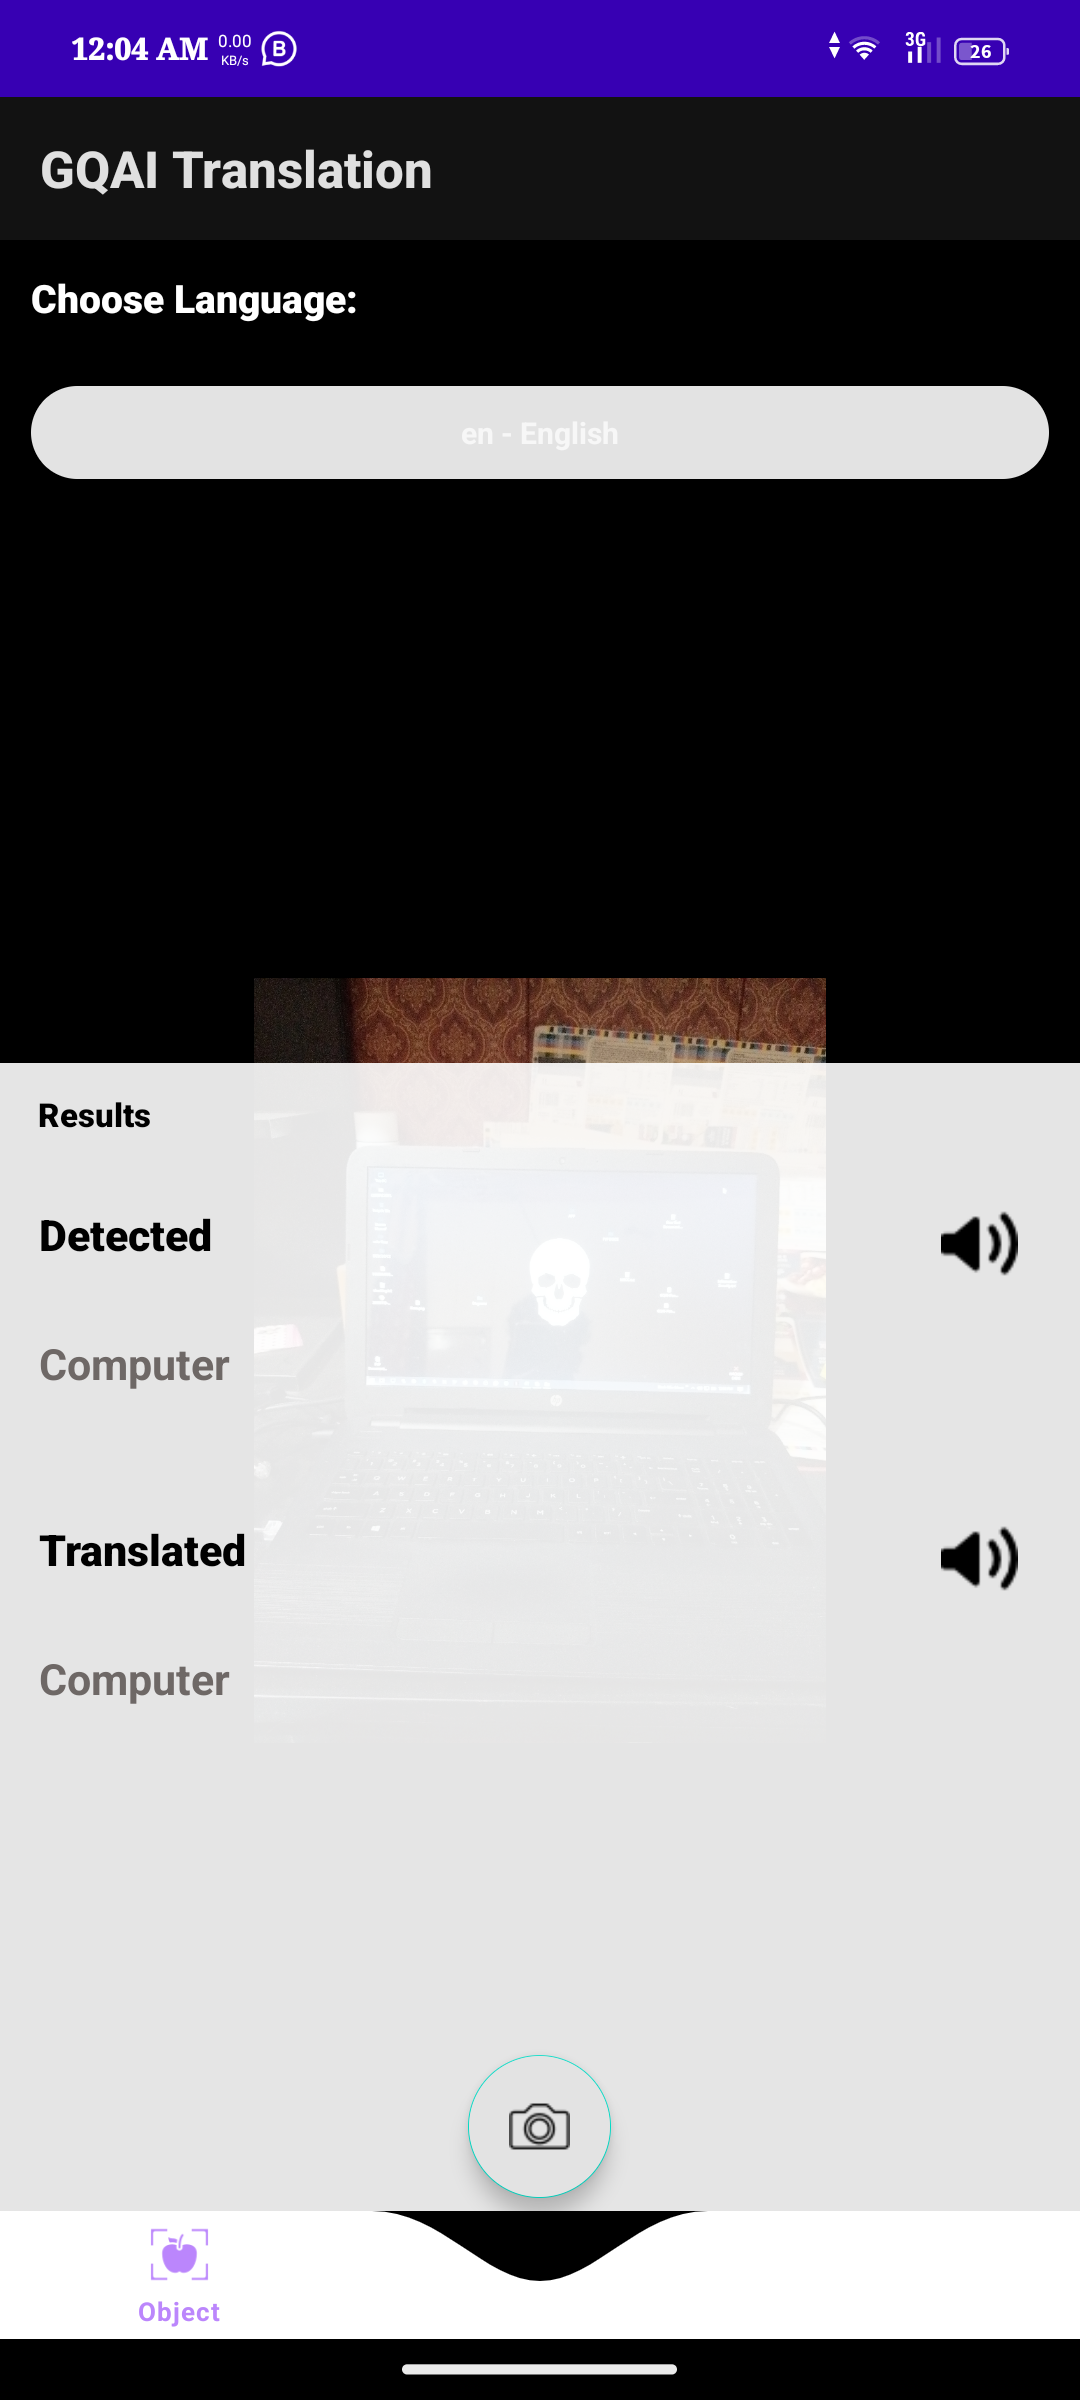 12:04 AM 0.00 KB/s B 3G 26
GQAI Translation
Choose Language:
en - English
Results
Detected
Computer
Translated
Computer
Object